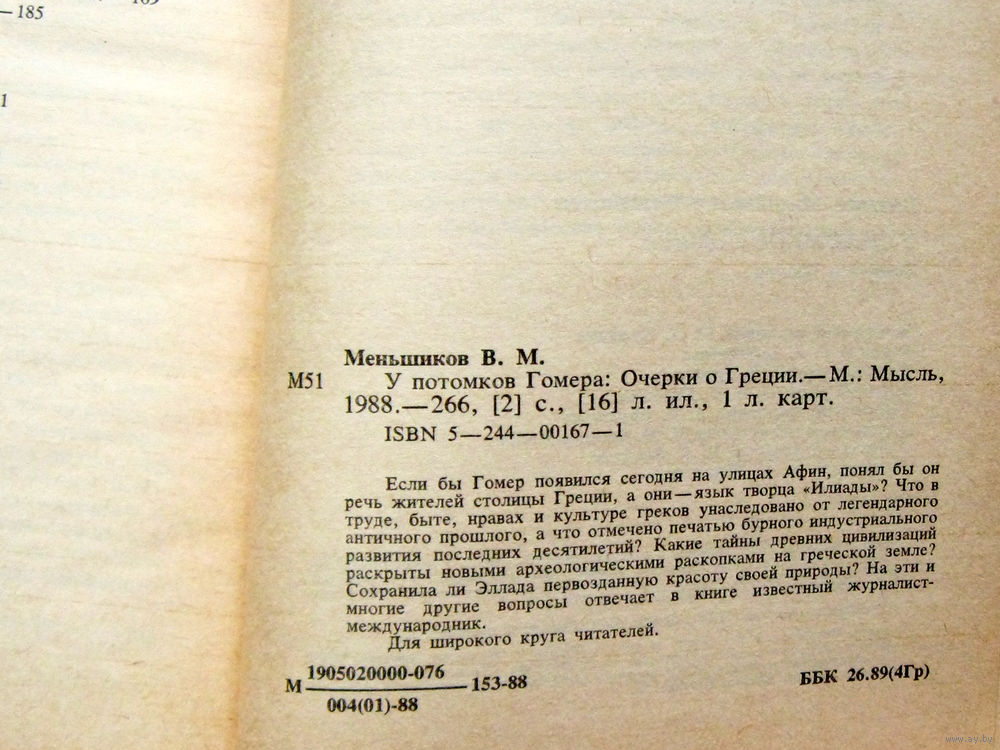 —185
1
Меньшиков В. М.
М51
У потомков Гомера: Очерки о Греции.—М.: Мысль,
1988.—266, [2] с., [16] л. ил., 1 л. карт.
ISBN 5—244—00167—1
Если бы Гомер появился сегодня на улицах Афин, понял бы он
речь жителей столицы Греции, а они—язык творца «Илиады»? Что в
труде, быте, нравах и культуре греков унаследовано от легендарного
античного прошлого, а что отмечено печатью бурного индустриального
развития последних десятилетий? Какие тайны древних цивилизаций
раскрыты новыми археологическими раскопками на греческой земле?
Сохранила ли Эллада первозданную красоту своей природы? На эти и
многие другие вопросы отвечает в книге известный журналист-
международник.
Для широкого круга читателей.
М 1905020000-076 153-88
004(01)-88
ББК 26.89(4Гр)
www.ay.by